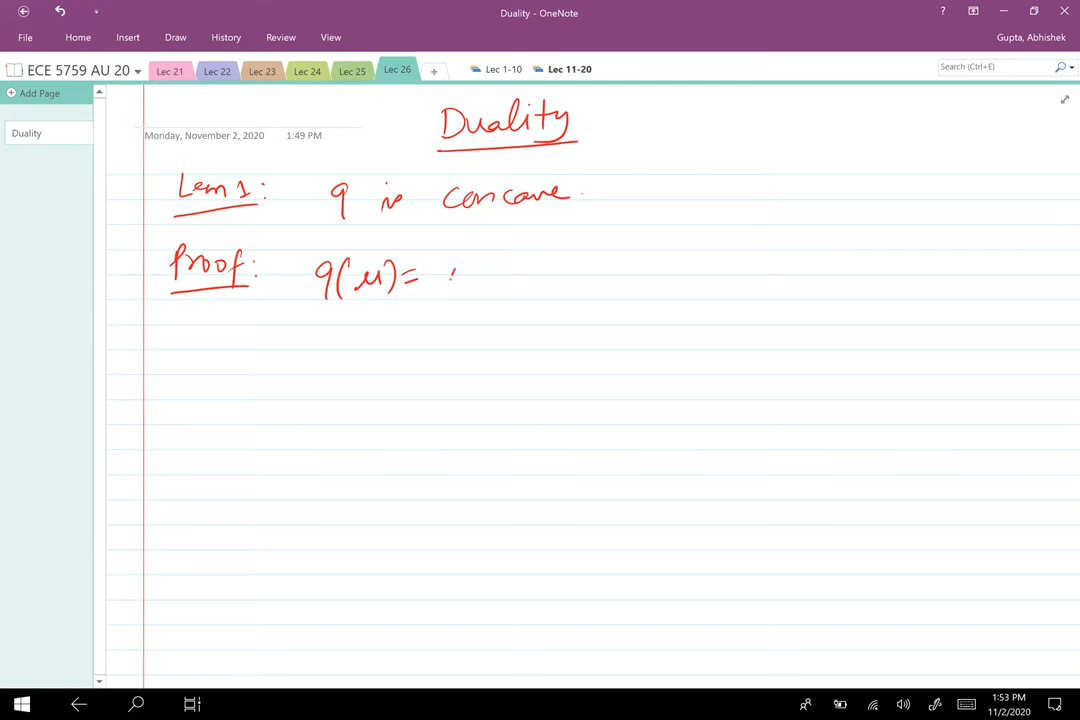 Duality - OneNote
Gupta, Abhishek
File Home Insert Draw History Review View
ECE 5759 AU 20 Lec 21 Lec 22 Lec 23 Lec 24 Lec 25 Lec 26 + Lec 1-10 Lec 11-20 Search (Ctrl+E)
Add Page
Duality
Duality
Monday, November 2, 2020 1:49 PM
Lem 1: q is concave.
Proof: q(μ) =
1:53 PM
11/2/2020